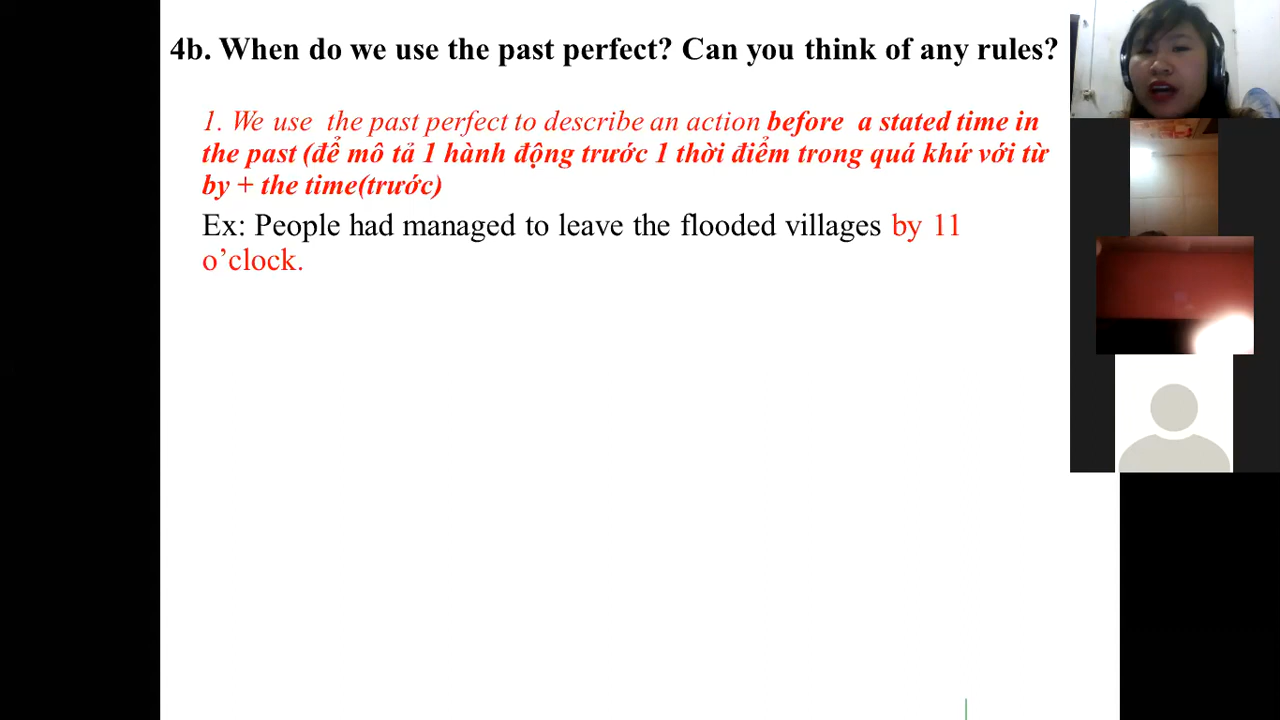 4b. When do we use the past perfect? Can you think of any rules?
1. We use the past perfect to describe an action before a stated time in
the past (để mô tả 1 hành động trước 1 thời điểm trong quá khứ với từ
by + the time(trước)
Ex: People had managed to leave the flooded villages by 11
o’clock.